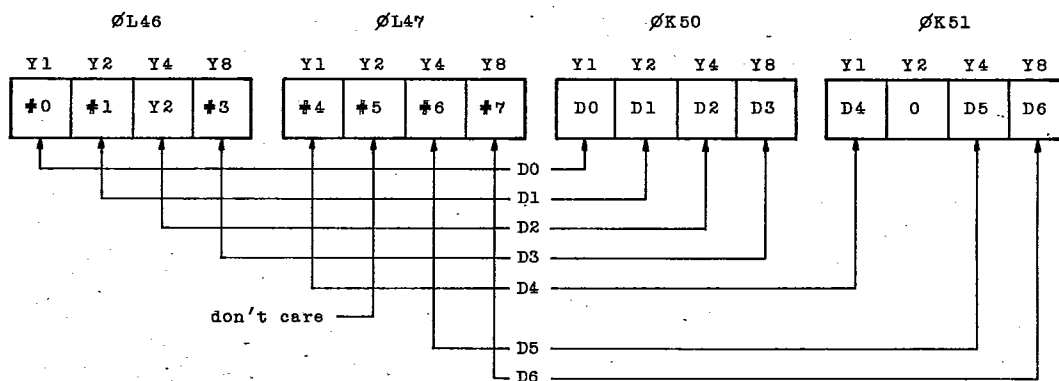 ØL46 ØL47 ØK50 ØK51
Y1 Y2 Y4 Y8 Y1 Y2 Y4 Y8 Y1 Y2 Y4 Y8 Y1 Y2 Y4 Y8
#0 #1 Y2 #3 #4 #5 #6 #7 D0 D1 D2 D3 D4 0 D5 D6
D0
D1
D2
D3
D4
don't care
D5
D6